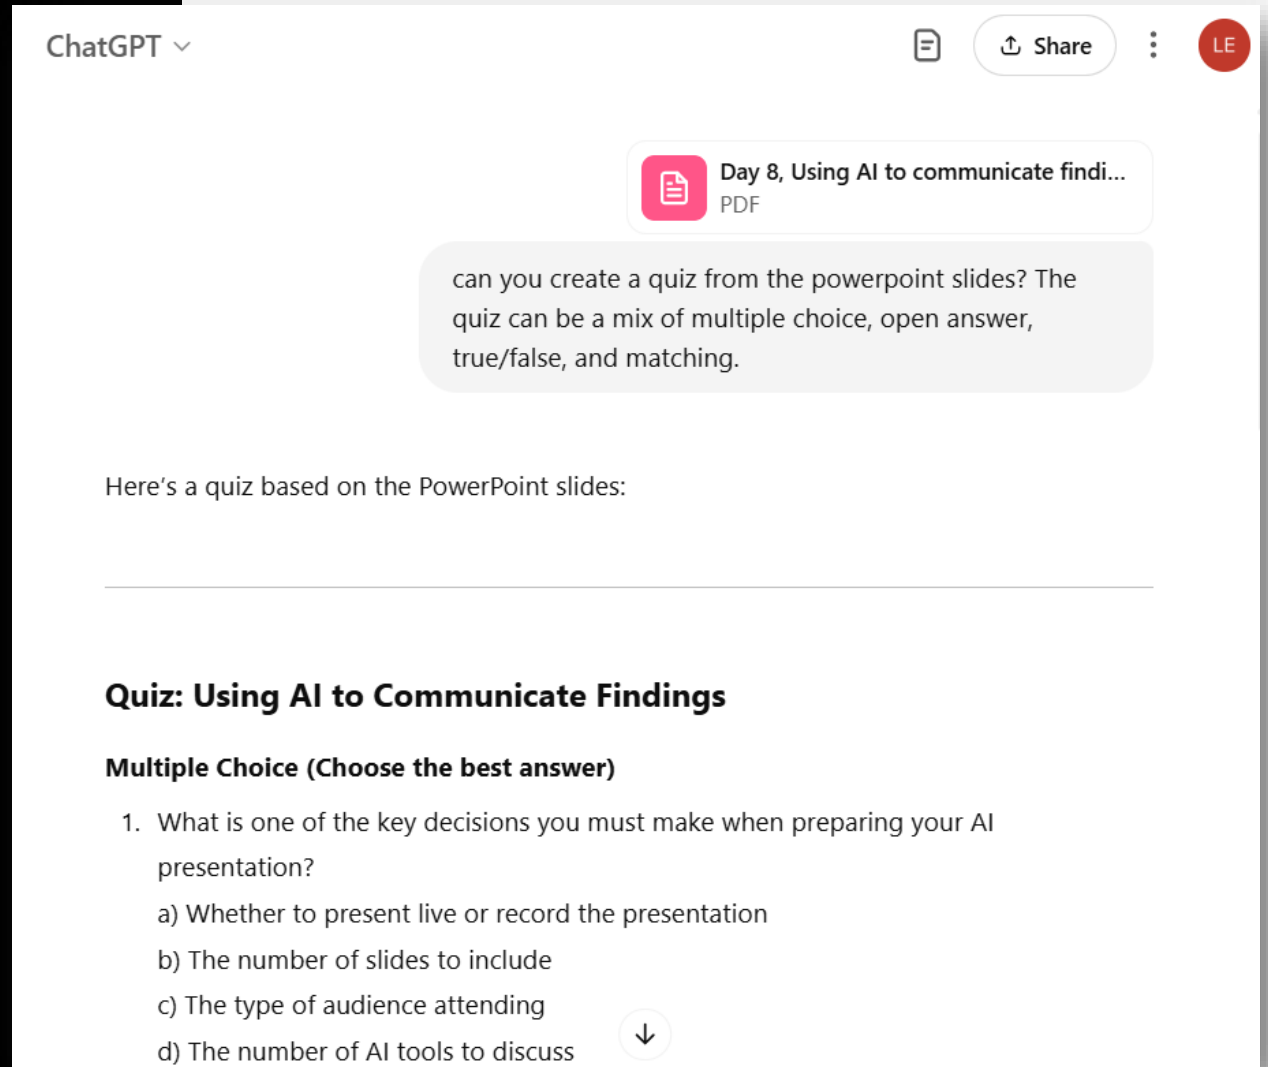 ChatGPT
Share
LE
Day 8, Using AI to communicate findi...
PDF
can you create a quiz from the powerpoint slides? The
quiz can be a mix of multiple choice, open answer,
true/false, and matching.
Here's a quiz based on the PowerPoint slides:
Quiz: Using AI to Communicate Findings
Multiple Choice (Choose the best answer)
1. What is one of the key decisions you must make when preparing your AI
presentation?
a) Whether to present live or record the presentation
b) The number of slides to include
c) The type of audience attending
d) The number of AI tools to discuss